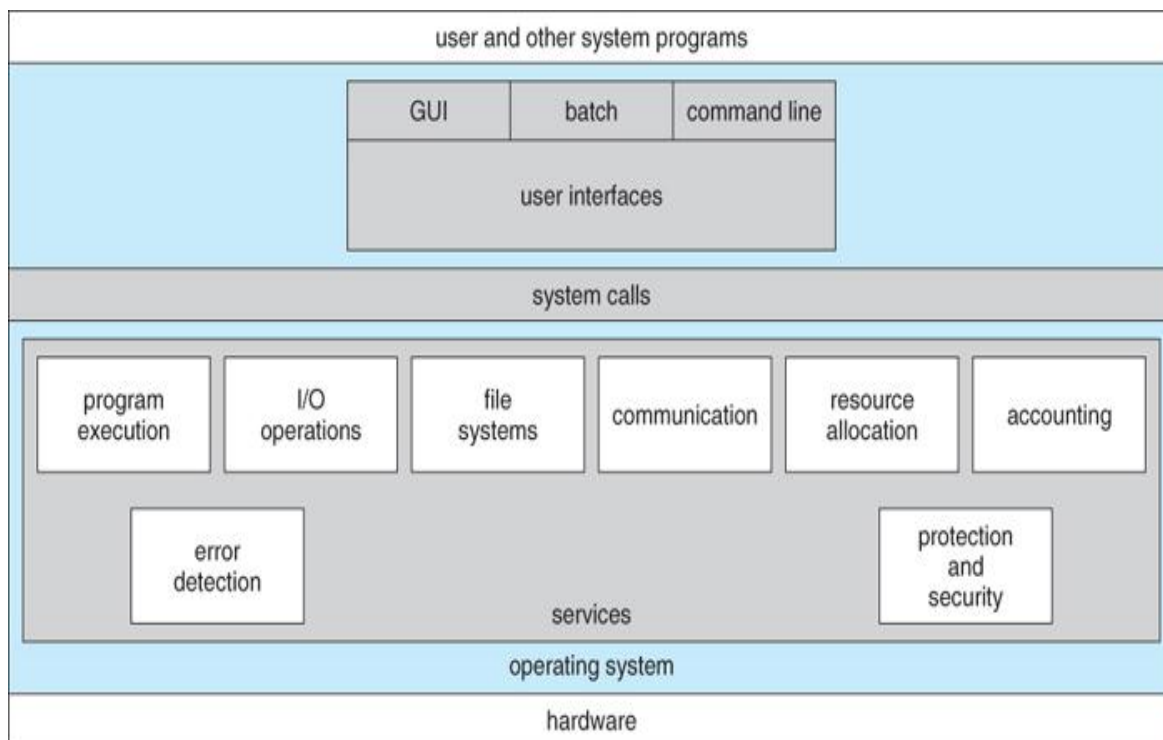 user and other system programs
GUI
batch
command line
user interfaces
system calls
program
execution
I/O
operations
file
systems
communication
resource
allocation
accounting
error
detection
protection
and
security
services
operating system
hardware